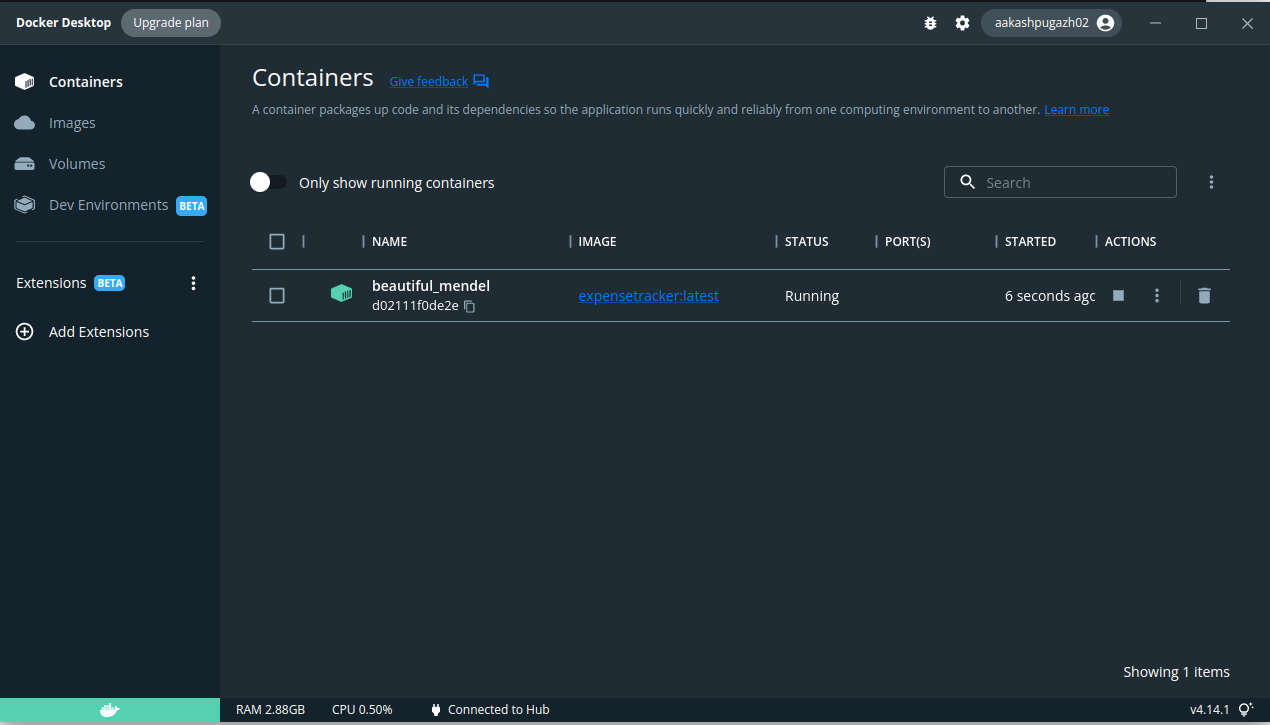 Docker Desktop Upgrade plan aakashpugazh02
Containers
Images
Volumes
Dev Environments BETA
Extensions BETA
Add Extensions
Containers Give feedback
A container packages up code and its dependencies so the application runs quickly and reliably from one computing environment to another. Learn more
Only show running containers Search
NAME IMAGE STATUS PORT(S) STARTED ACTIONS
beautiful_mendel
d02111f0de2e expensetracker:latest Running 6 seconds agc
Showing 1 items
RAM 2.88GB CPU 0.50% Connected to Hub v4.14.1